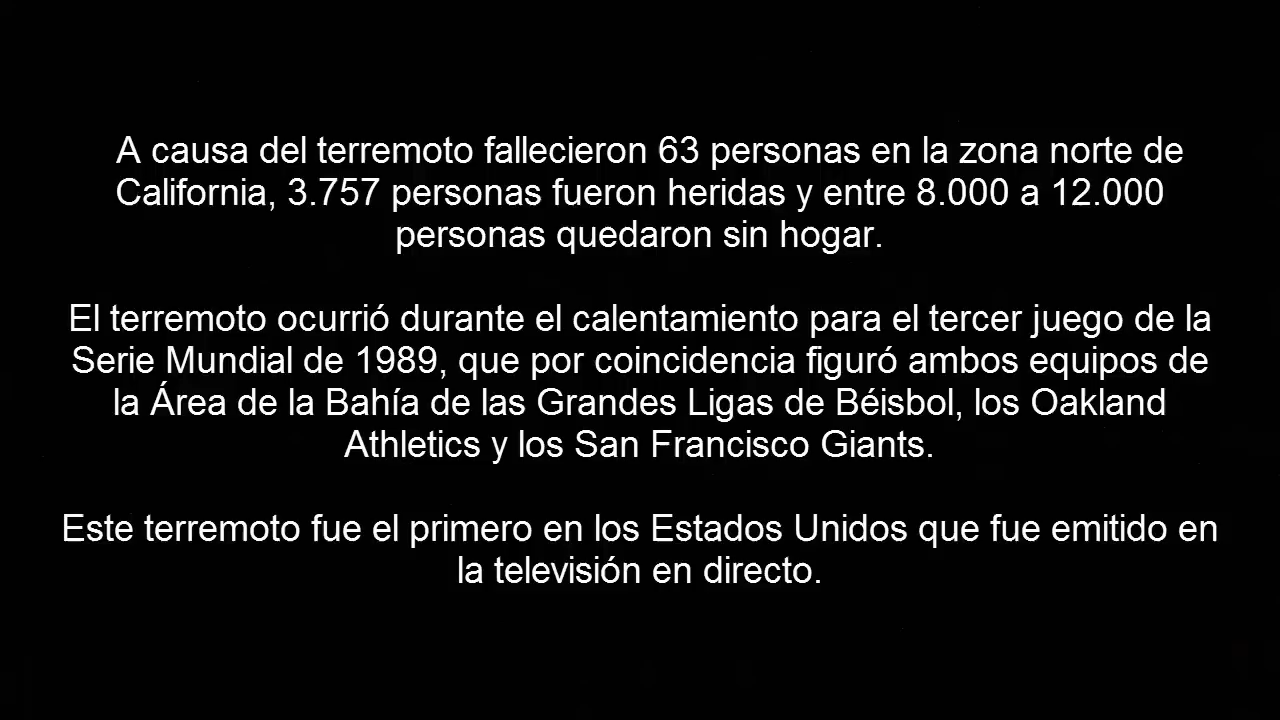 A causa del terremoto fallecieron 63 personas en la zona norte de
California, 3.757 personas fueron heridas y entre 8.000 a 12.000
personas quedaron sin hogar.
El terremoto ocurrió durante el calentamiento para el tercer juego de la
Serie Mundial de 1989, que por coincidencia figuró ambos equipos de
la Área de la Bahía de las Grandes Ligas de Béisbol, los Oakland
Athletics y los San Francisco Giants.
Este terremoto fue el primero en los Estados Unidos que fue emitido en
la televisión en directo.